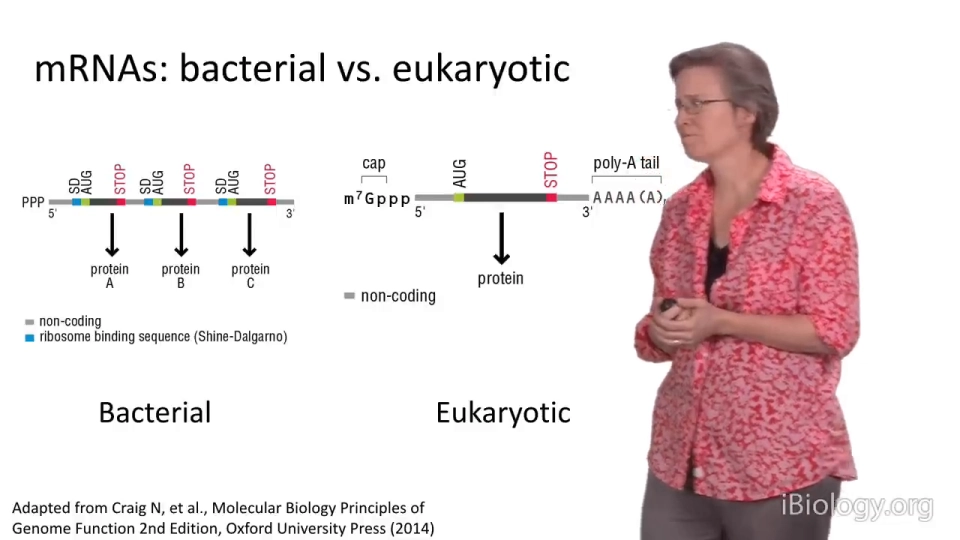 mRNAs: bacterial vs. eukaryotic
SD AUG STOP SD AUG STOP SD AUG STOP
PPP
5' 3'
protein A
protein B
protein C
non-coding
ribosome binding sequence (Shine-Dalgarno)
Bacterial
cap AUG STOP poly-A tail
m⁷Gpppp
5' 3' AAAA(A)
protein
non-coding
Eukaryotic
Adapted from Craig N, et al., Molecular Biology Principles of
Genome Function 2nd Edition, Oxford University Press (2014)
iBiology.org